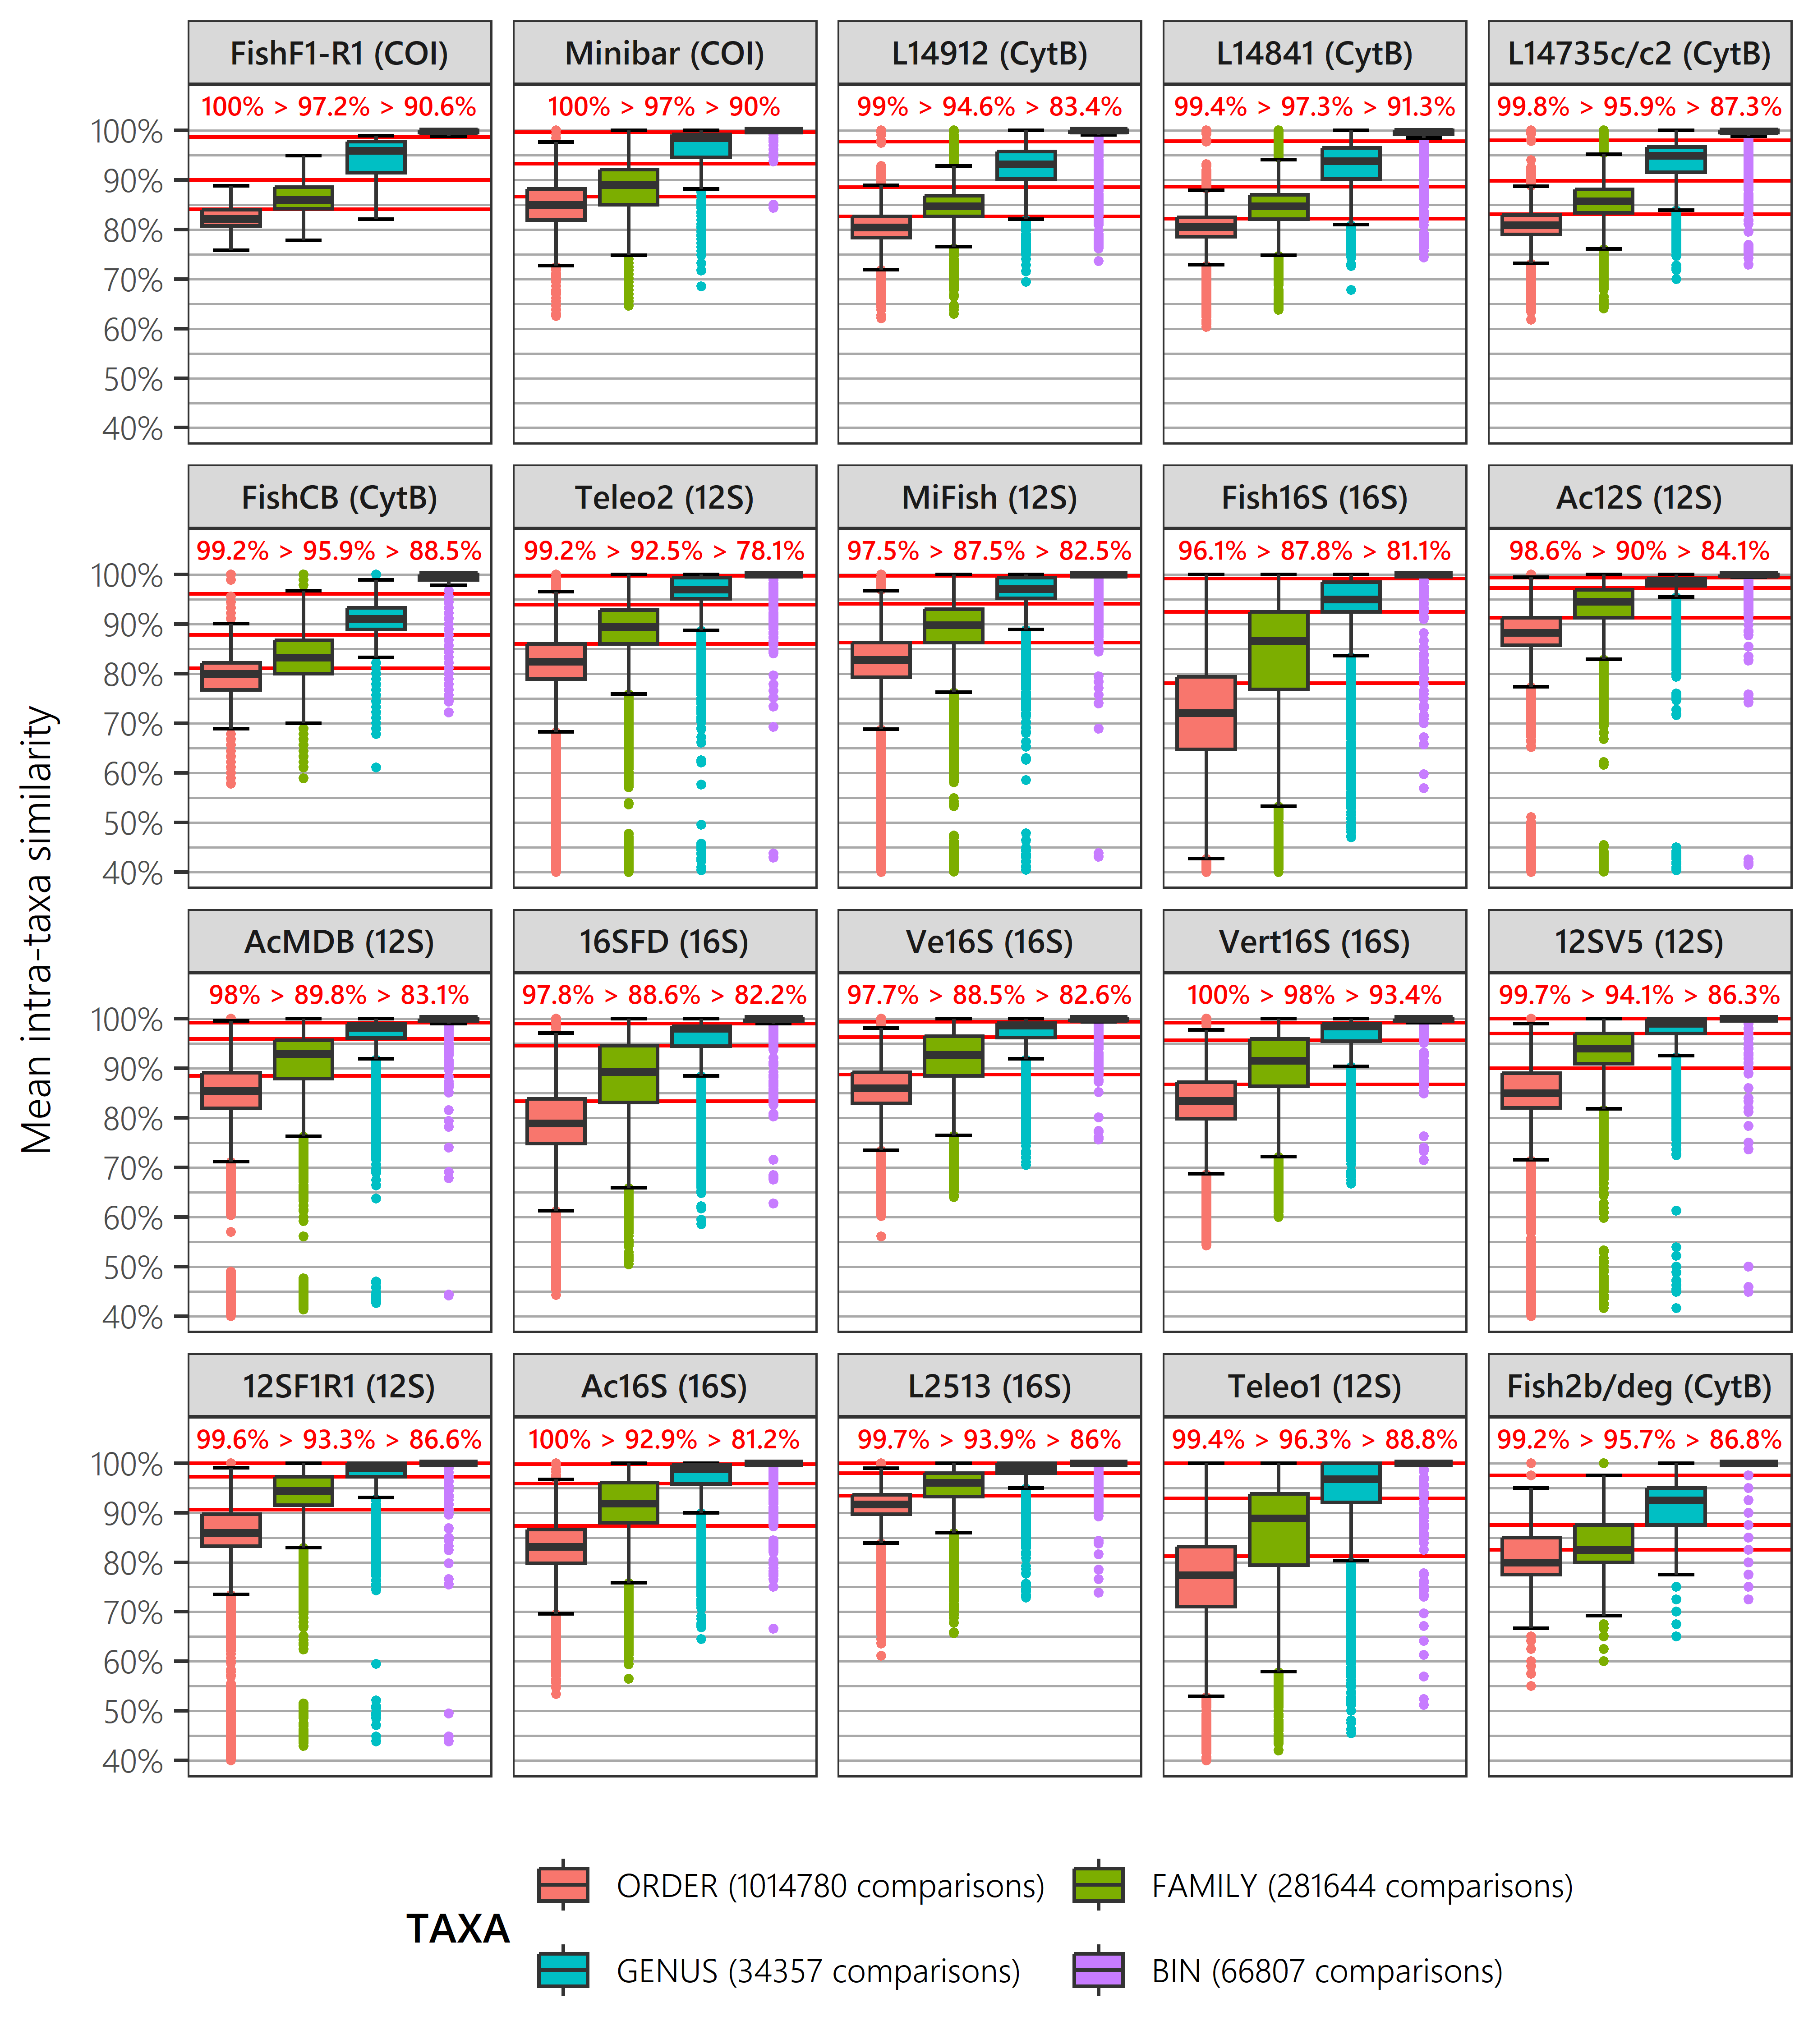 FishF1-R1 (COI)
Minibar (COI)
L14912 (CytB)
L14841 (CytB)
L14735c/c2 (CytB)
100% > 97.2% > 90.6%
100% > 97% > 90%
99% > 94.6% > 83.4%
99.4% > 97.3% > 91.3%
99.8% > 95.9% > 87.3%
100%
90%
80%
70%
60%
50%
40%
FishCB (CytB)
Teleo2 (12S)
MiFish (12S)
Fish16S (16S)
Ac12S (12S)
99.2% > 95.9% > 88.5%
99.2% > 92.5% > 78.1%
97.5% > 87.5% > 82.5%
96.1% > 87.8% > 81.1%
98.6% > 90% > 84.1%
100%
90%
80%
70%
60%
50%
40%
Mean intra-taxa similarity
AcMDB (12S)
16SFD (16S)
Ve16S (16S)
Vert16S (16S)
12SV5 (12S)
98% > 89.8% > 83.1%
97.8% > 88.6% > 82.2%
97.7% > 88.5% > 82.6%
100% > 98% > 93.4%
99.7% > 94.1% > 86.3%
100%
90%
80%
70%
60%
50%
40%
12SF1R1 (12S)
Ac16S (16S)
L2513 (16S)
Teleo1 (12S)
Fish2b/deg (CytB)
99.6% > 93.3% > 86.6%
100% > 92.9% > 81.2%
99.7% > 93.9% > 86%
99.4% > 96.3% > 88.8%
99.2% > 95.7% > 86.8%
100%
90%
80%
70%
60%
50%
40%
TAXA
ORDER (1014780 comparisons)
FAMILY (281644 comparisons)
GENUS (34357 comparisons)
BIN (66807 comparisons)